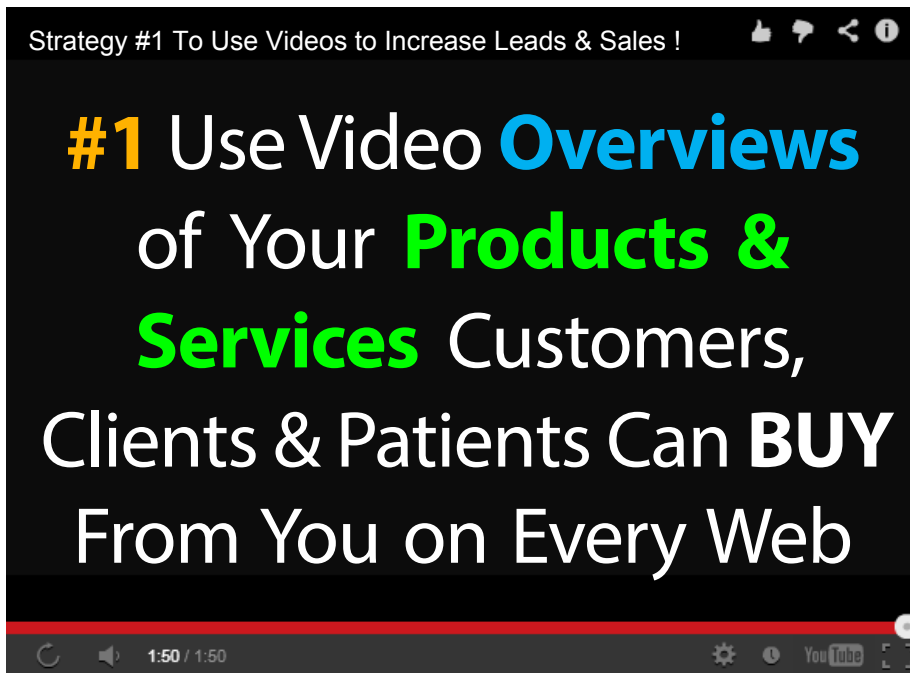 Strategy #1 To Use Videos to Increase Leads & Sales !
#1 Use Video Overviews
of Your Products &
Services Customers,
Clients & Patients Can BUY
From You on Every Web
1:50 / 1:50
YouTube